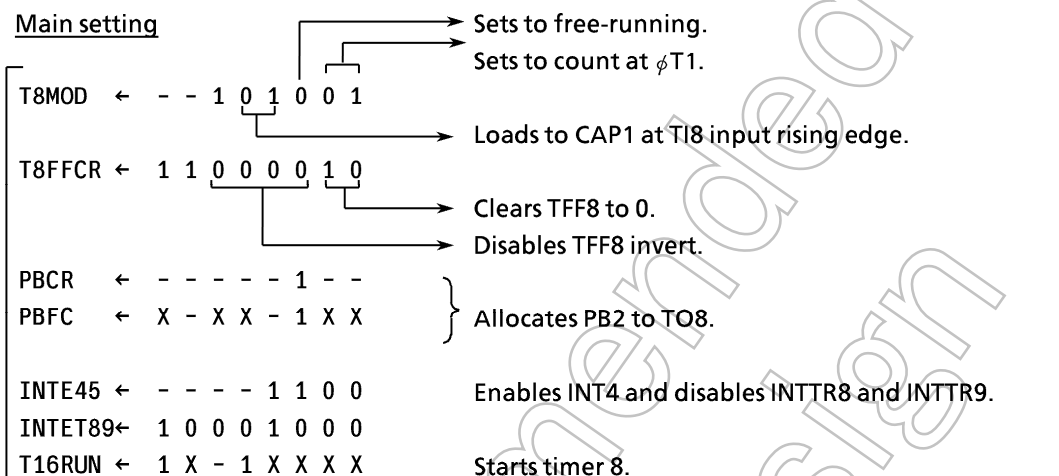 Main setting
Sets to free-running.
Sets to count at ϕT1.
T8MOD ← – – 1 0 1 0 0 1
Loads to CAP1 at TI8 input rising edge.
T8FFCR ← 1 1 0 0 0 0 1 0
Clears TFF8 to 0.
Disables TFF8 invert.
PBCR ← – – – – – 1 – –
PBFC ← X – X X – 1 X X
Allocates PB2 to TO8.
INTE45 ← – – – – 1 1 0 0 Enables INT4 and disables INTTR8 and INTTR9.
INTET89← 1 0 0 0 1 0 0 0
T16RUN ← 1 X – 1 X X X X Starts timer 8.